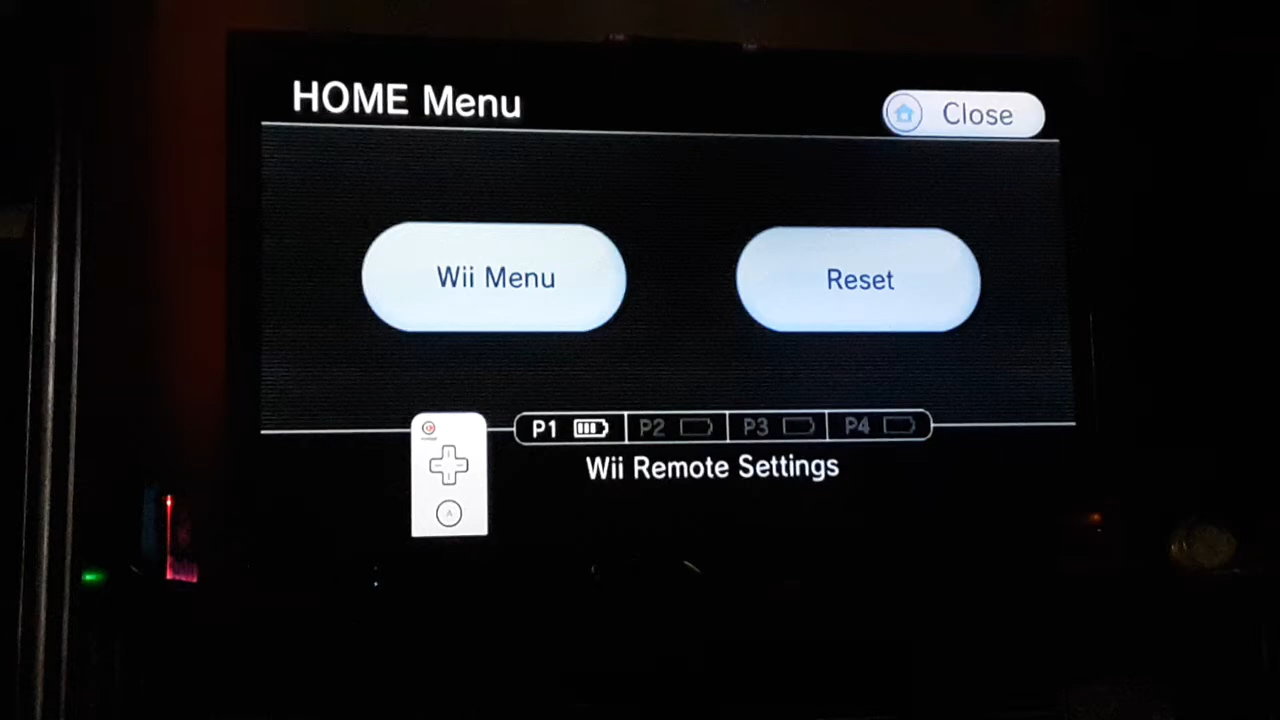 HOME Menu
Close
Wii Menu
Reset
P1 P2 P3 P4
Wii Remote Settings
A